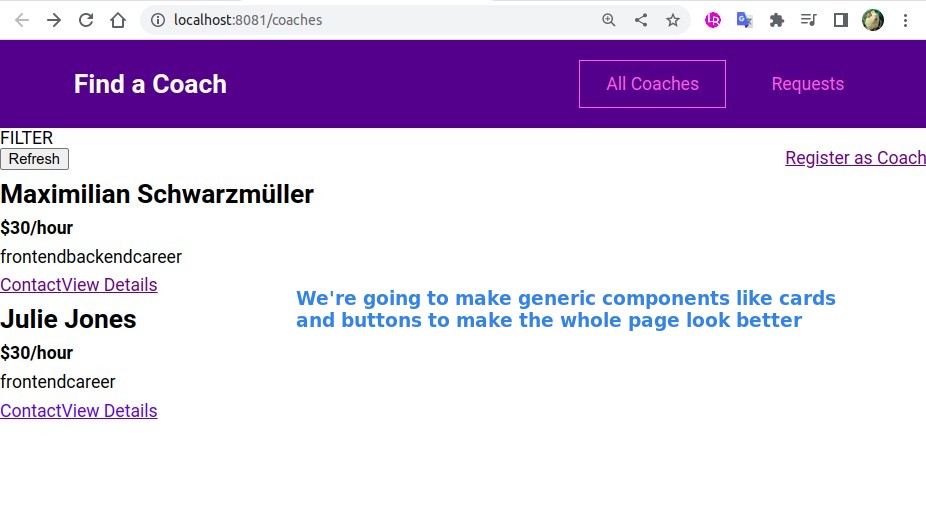 localhost:8081/coaches
Find a Coach
All Coaches
Requests
FILTER
Refresh
Register as Coach
Maximilian Schwarzmüller
$30/hour
frontendbackendcareer
ContactView Details
We're going to make generic components like cards
and buttons to make the whole page look better
Julie Jones
$30/hour
frontendcareer
ContactView Details